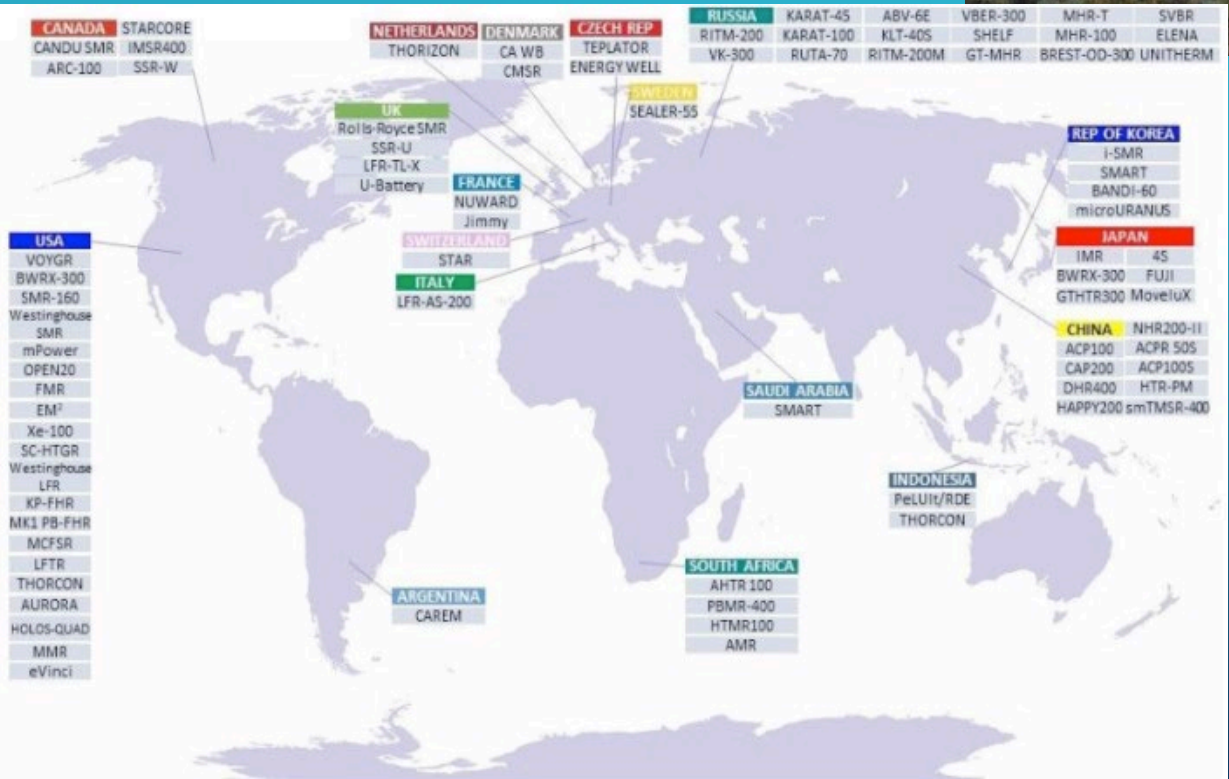 CANADA STARCORE
CANDU SMR IMSR400
ARC-100 SSR-W
NETHERLANDS
THORIZON
DENMARK
CA WB
CMSR
CZECH REP
TEPLATOR
ENERGY WELL
RUSSIA KARAT-45 ABV-6E VBER-300 MHR-T SVBR
RITM-200 KARAT-100 KLT-40S SHELF MHR-100 ELENA
VK-300 RUTA-70 RITM-200M GT-MHR BREST-OD-300 UNITHERM
SWEDEN
SEALER-55
UK
Rolls-Royce SMR
SSR-U
LFR-TL-X
U-Battery
FRANCE
NUWARD
Jimmy
SWITZERLAND
STAR
ITALY
LFR-AS-200
REP OF KOREA
i-SMR
SMART
BANDI-60
microURANUS
JAPAN
IMR 4S
BWRX-300 FUJI
GTHTR300 MoveluX
CHINA NHR200-II
ACP100 ACPR 50S
CAP200 ACP100S
DHR400 HTR-PM
HAPPY200 smTMSR-400
USA
VOYGR
BWRX-300
SMR-160
Westinghouse
SMR
mPower
OPEN20
FMR
EM²
Xe-100
SC-HTGR
Westinghouse
LFR
KP-FHR
MK1 PB-FHR
MCFSR
LFTR
THORCON
AURORA
HOLOS-QUAD
MMR
eVinci
SAUDI ARABIA
SMART
INDONESIA
PeLUIt/RDE
THORCON
SOUTH AFRICA
AHTR 100
PBMR-400
HTMR100
AMR
ARGENTINA
CAREM